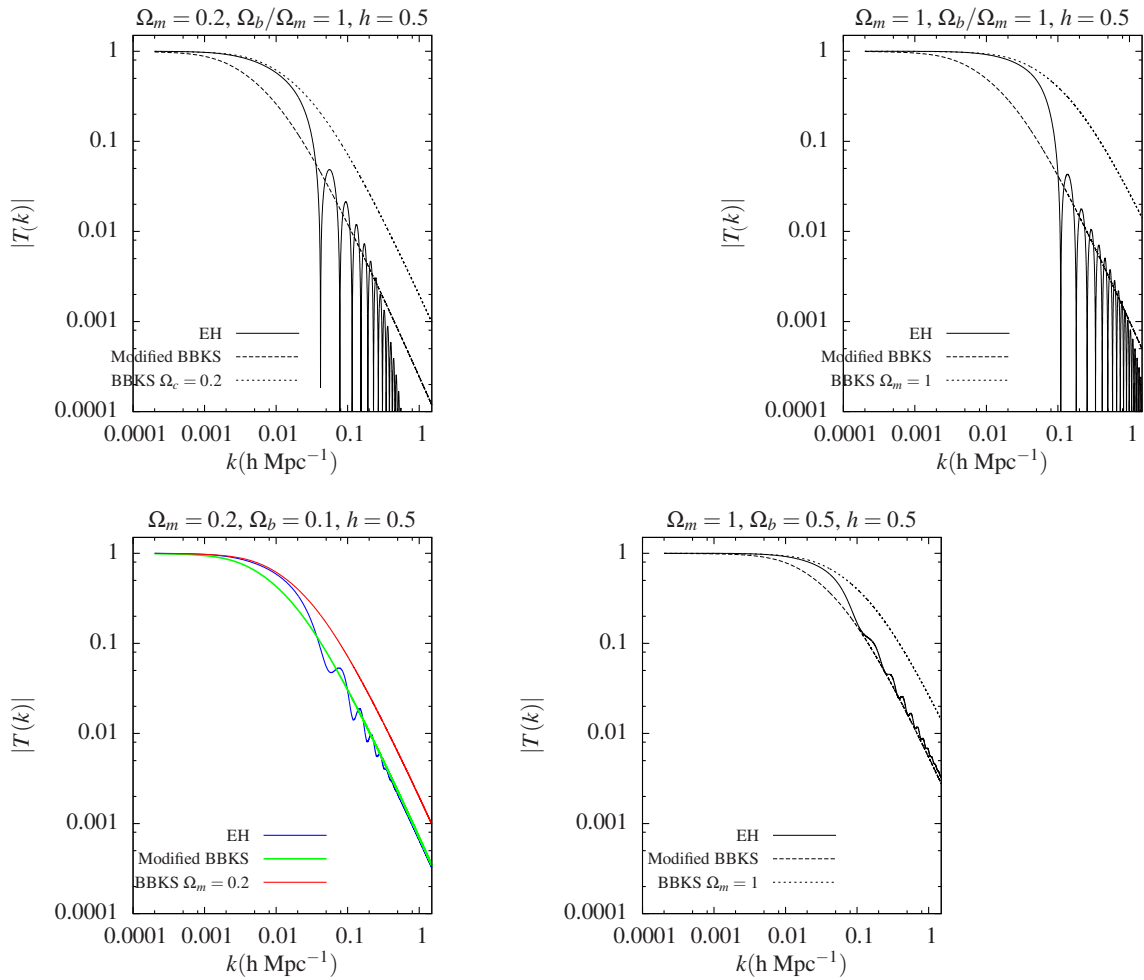 Ωm = 0.2, Ωb/Ωm = 1, h = 0.5
1
0.1
0.01
0.001
0.0001
|T(k)|
EH
Modified BBKS
BBKS Ωc = 0.2
0.0001 0.001 0.01 0.1 1
k(h Mpc⁻¹)
Ωm = 1, Ωb/Ωm = 1, h = 0.5
1
0.1
0.01
0.001
0.0001
|T(k)|
EH
Modified BBKS
BBKS Ωm = 1
0.0001 0.001 0.01 0.1 1
k(h Mpc⁻¹)
Ωm = 0.2, Ωb = 0.1, h = 0.5
1
0.1
0.01
0.001
0.0001
|T(k)|
EH
Modified BBKS
BBKS Ωm = 0.2
0.0001 0.001 0.01 0.1 1
k(h Mpc⁻¹)
Ωm = 1, Ωb = 0.5, h = 0.5
1
0.1
0.01
0.001
0.0001
|T(k)|
EH
Modified BBKS
BBKS Ωm = 1
0.0001 0.001 0.01 0.1 1
k(h Mpc⁻¹)